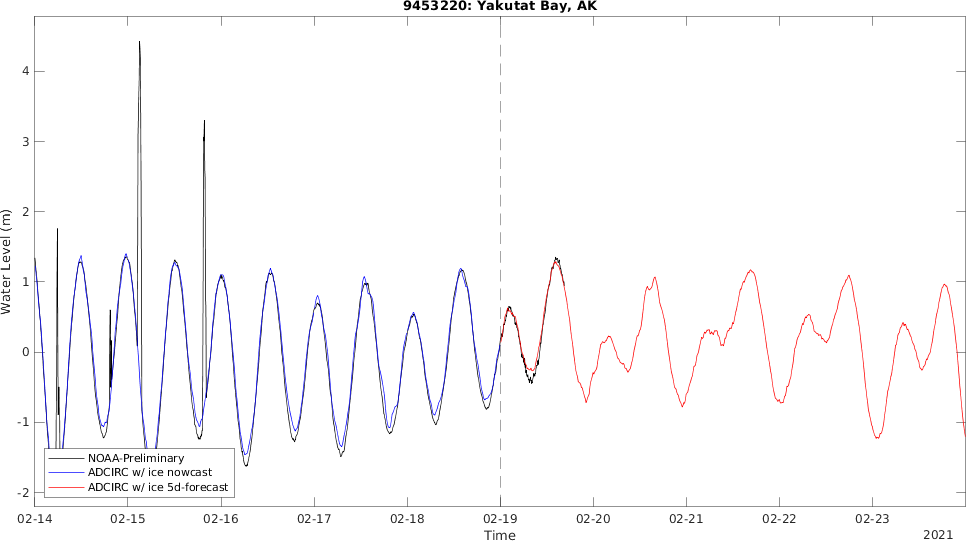 9453220: Yakutat Bay, AK
Water Level (m)
4
3
2
1
0
-1
-2
NOAA-Preliminary
ADCIRC w/ ice nowcast
ADCIRC w/ ice 5d-forecast
02-14 02-15 02-16 02-17 02-18 02-19 02-20 02-21 02-22 02-23
Time
2021